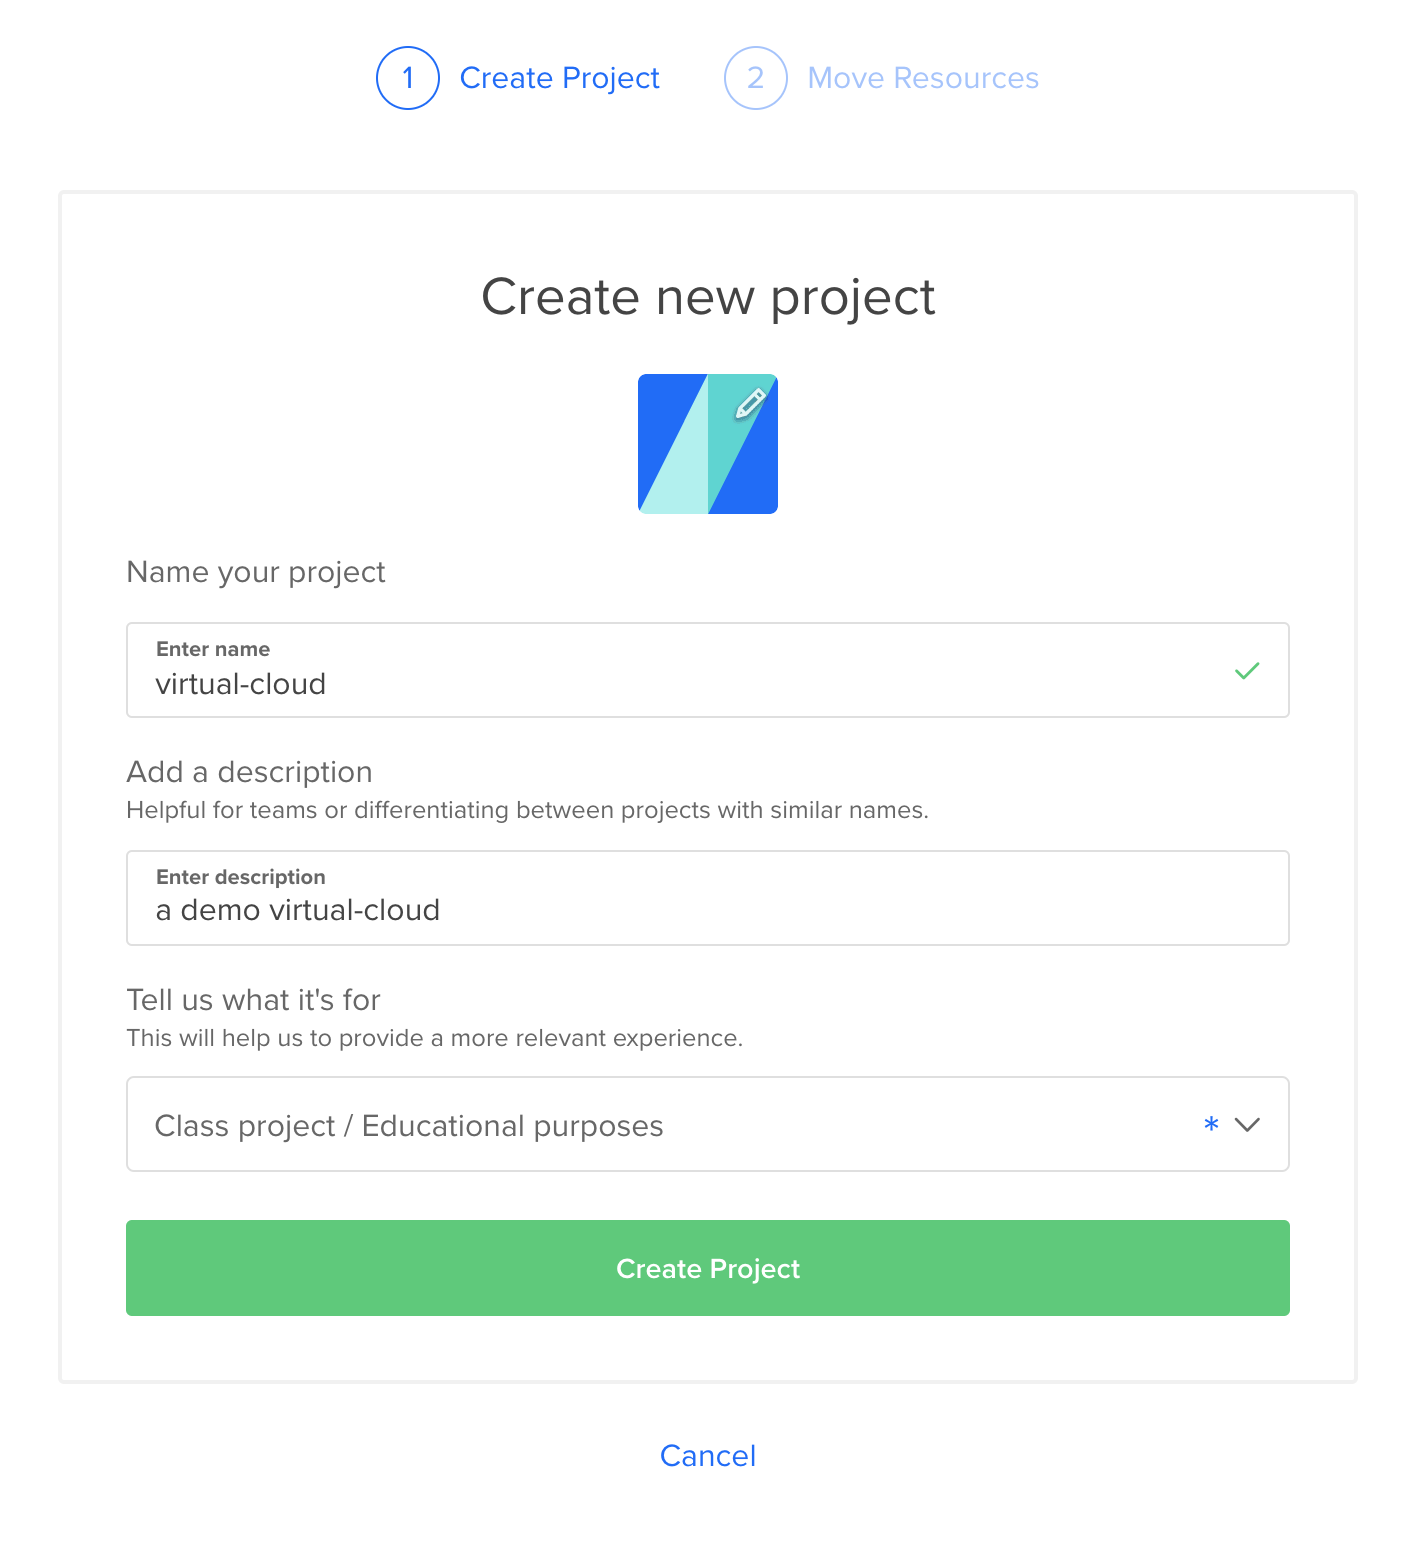 1 Create Project 2 Move Resources
Create new project
Name your project
Enter name
virtual-cloud
Add a description
Helpful for teams or differentiating between projects with similar names.
Enter description
a demo virtual-cloud
Tell us what it's for
This will help us to provide a more relevant experience.
Class project / Educational purposes *
Create Project
Cancel